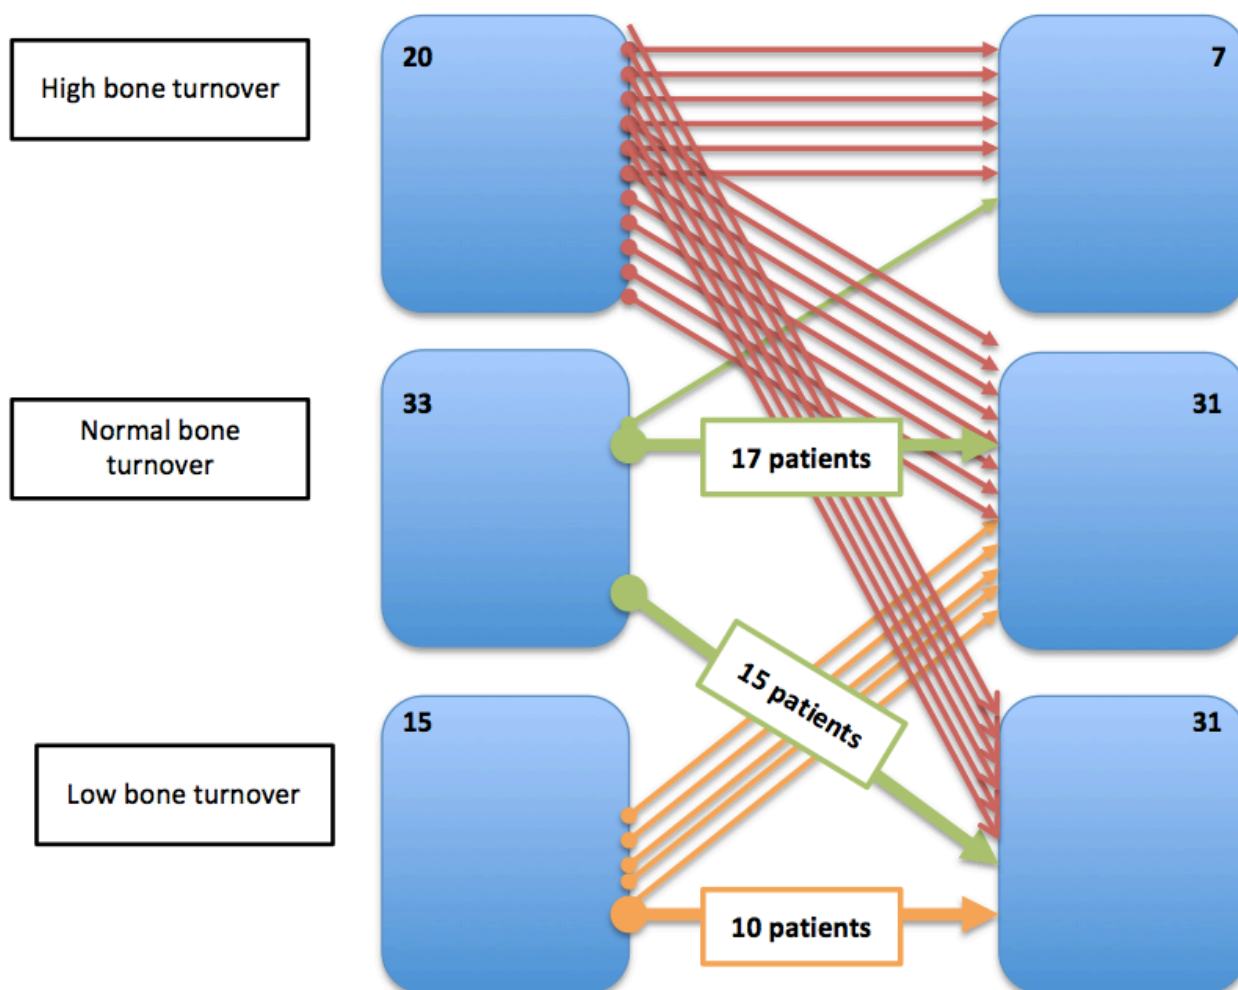 High bone turnover
20
7
Normal bone
turnover
33
17 patients
31
15 patients
Low bone turnover
15
31
10 patients